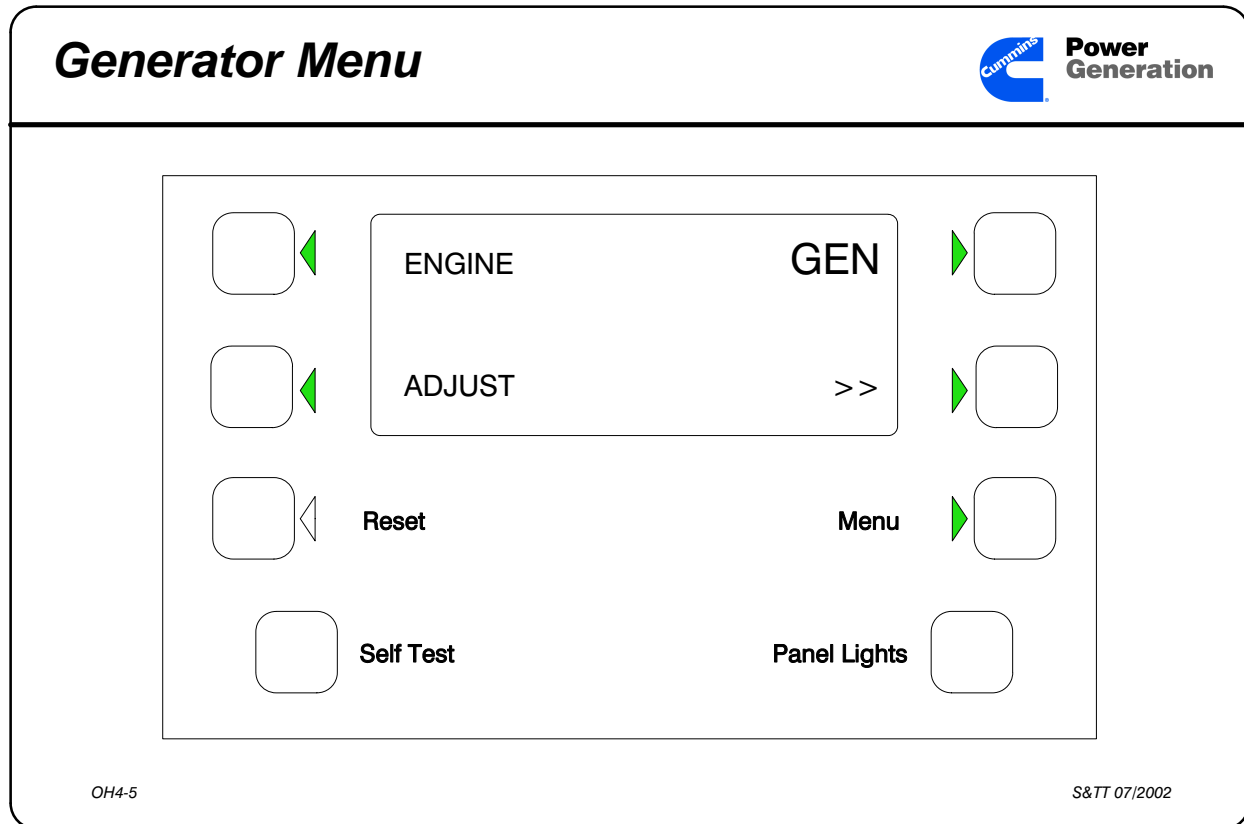 Generator Menu
Cummins
Power
Generation
ENGINE GEN
ADJUST >>
Reset Menu
Self Test Panel Lights
OH4-5 S&TT 07/2002